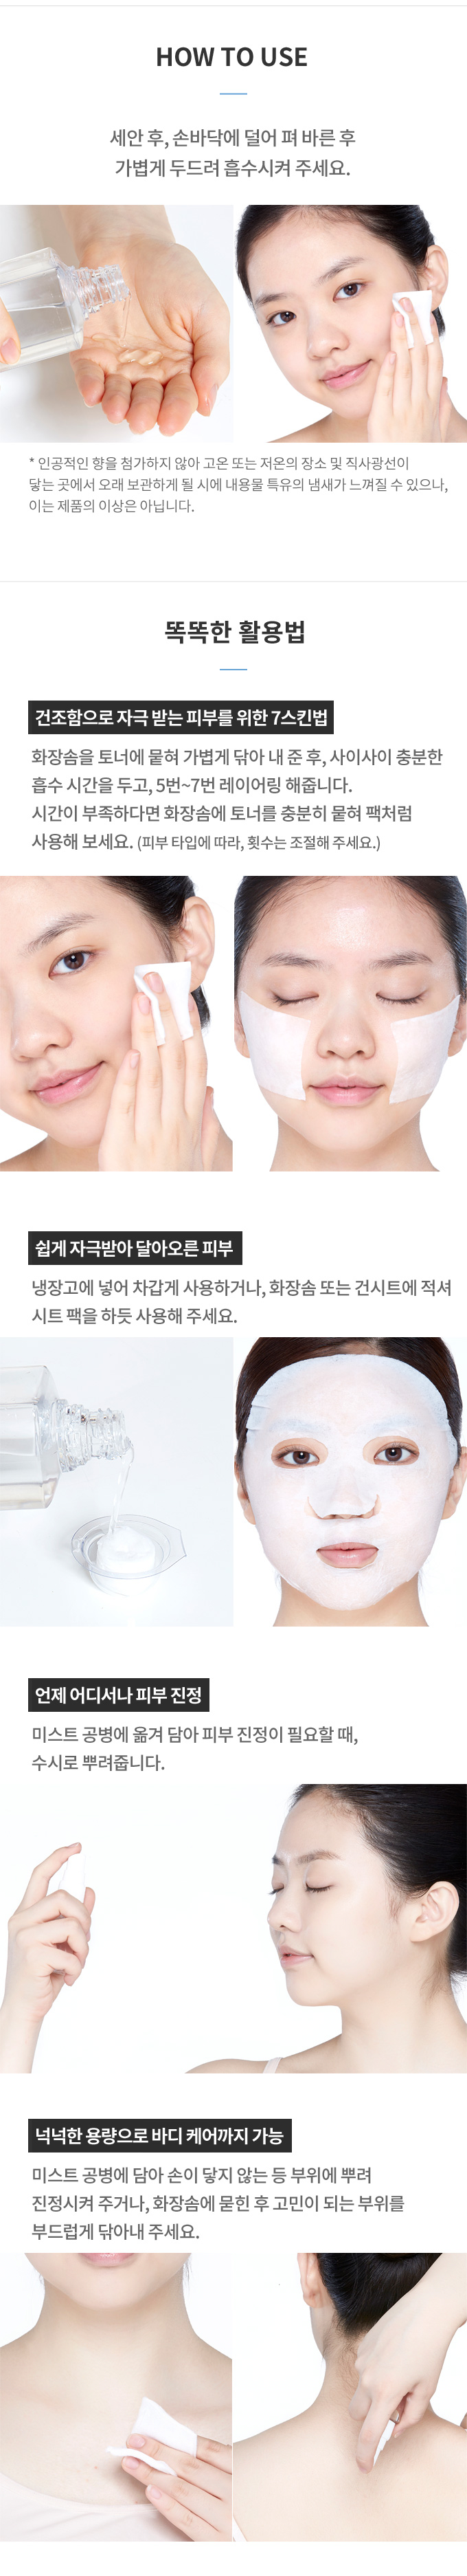 HOW TO USE
세안 후, 손바닥에 덜어 펴 바른 후
가볍게 두드려 흡수시켜 주세요.
* 인공적인 향을 첨가하지 않아 고온 또는 저온의 장소 및 직사광선이
닿는 곳에서 오래 보관하게 될 시에 내용물 특유의 냄새가 느껴질 수 있으나,
이는 제품의 이상은 아닙니다.
똑똑한 활용법
건조함으로 자극 받는 피부를 위한 7스킨법
화장솜을 토너에 뭍혀 가볍게 닦아 내 준 후, 사이사이 충분한
흡수 시간을 두고, 5번~7번 레이어링 해줍니다.
시간이 부족하다면 화장솜에 토너를 충분히 뭍혀 팩처럼
사용해 보세요. (피부 타입에 따라, 횟수는 조절해 주세요.)
쉽게 자극받아 달아오른 피부
냉장고에 넣어 차갑게 사용하거나, 화장솜 또는 건시트에 적셔
시트 팩을 하듯 사용해 주세요.
언제 어디서나 피부 진정
미스트 공병에 옮겨 담아 피부 진정이 필요할 때,
수시로 뿌려줍니다.
넉넉한 용량으로 바디 케어까지 가능
미스트 공병에 담아 손이 닿지 않는 등 부위에 뿌려
진정시켜 주거나, 화장솜에 묻힌 후 고민이 되는 부위를
부드럽게 닦아내 주세요.